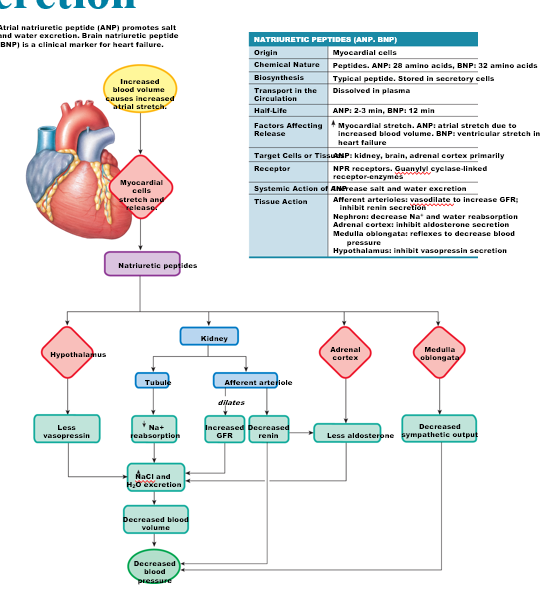 Atrial natriuretic peptide (ANP) promotes salt
and water excretion. Brain natriuretic peptide
(BNP) is a clinical marker for heart failure.
Increased
blood volume
causes increased
atrial stretch.
Myocardial
cells
stretch and
release.
Natriuretic peptides
NATRIURETIC PEPTIDES (ANP, BNP)
Origin Myocardial cells
Chemical Nature Peptides. ANP: 28 amino acids, BNP: 32 amino acids
Biosynthesis Typical peptide. Stored in secretory cells
Transport in the Dissolved in plasma
Circulation
Half-Life ANP: 2-3 min, BNP: 12 min
Factors Affecting ↑ Myocardial stretch. ANP: atrial stretch due to
Release increased blood volume. BNP: ventricular stretch in
heart failure
Target Cells or Tissues ANP: kidney, brain, adrenal cortex primarily
Receptor NPR receptors. Guanylyl cyclase-linked
receptor-enzymes
Systemic Action of ANP Increase salt and water excretion
Tissue Action Afferent arterioles: vasodilate to increase GFR;
inhibit renin secretion
Nephron: decrease Na⁺ and water reabsorption
Adrenal cortex: inhibit aldosterone secretion
Medulla oblongata: reflexes to decrease blood
pressure
Hypothalamus: inhibit vasopressin secretion
Hypothalamus
Kidney
Adrenal
cortex
Medulla
oblongata
Tubule
Afferent arteriole
dilates
Less
vasopressin
↓ Na+
reabsorption
Increased
GFR
Decreased
renin
Less aldosterone
Decreased
sympathetic output
↑
NaCl and
H₂O excretion
Decreased blood
volume
Decreased
blood
pressure